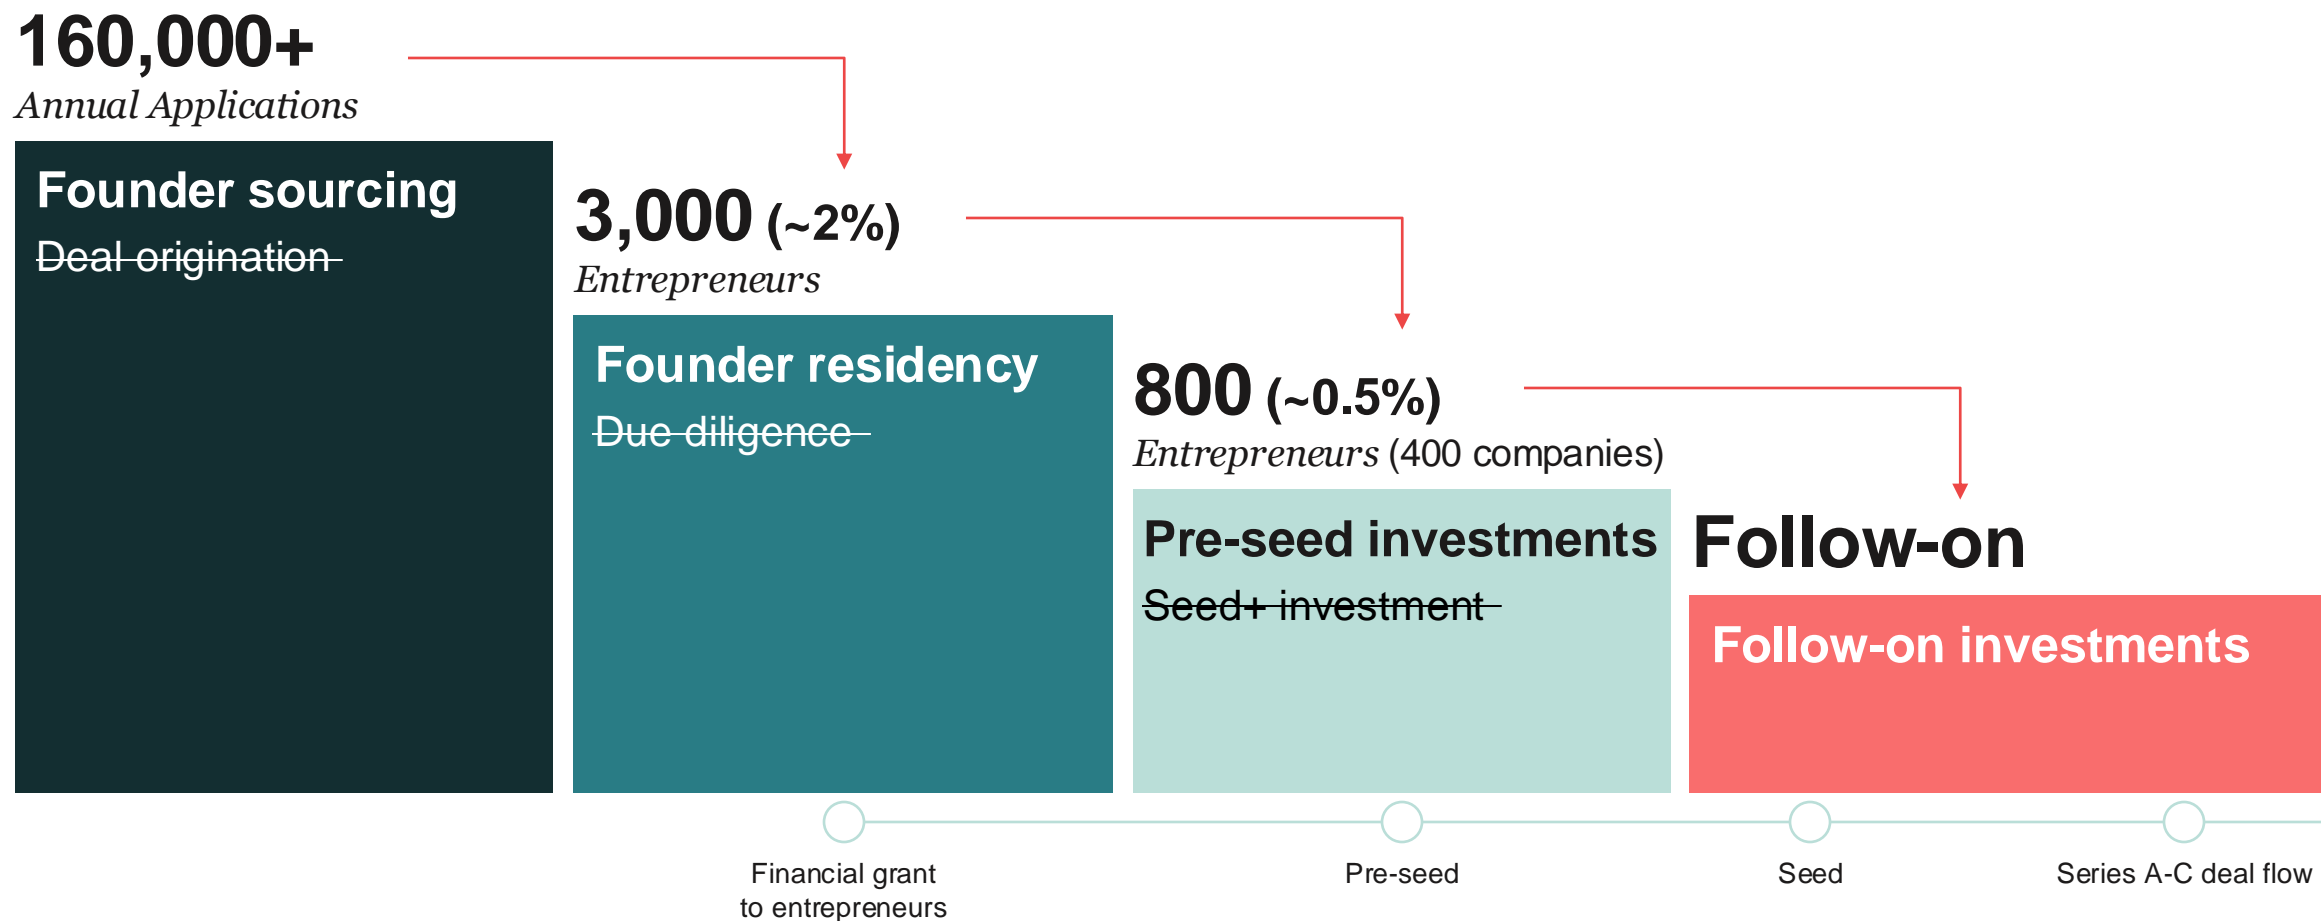 160,000+
Annual Applications
Founder sourcing
Deal origination
3,000 (~2%)
Entrepreneurs
Founder residency
Due diligence
800 (~0.5%)
Entrepreneurs (400 companies)
Pre-seed investments
Seed+ investment
Follow-on
Follow-on investments
Financial grant
to entrepreneurs
Pre-seed
Seed
Series A-C deal flow